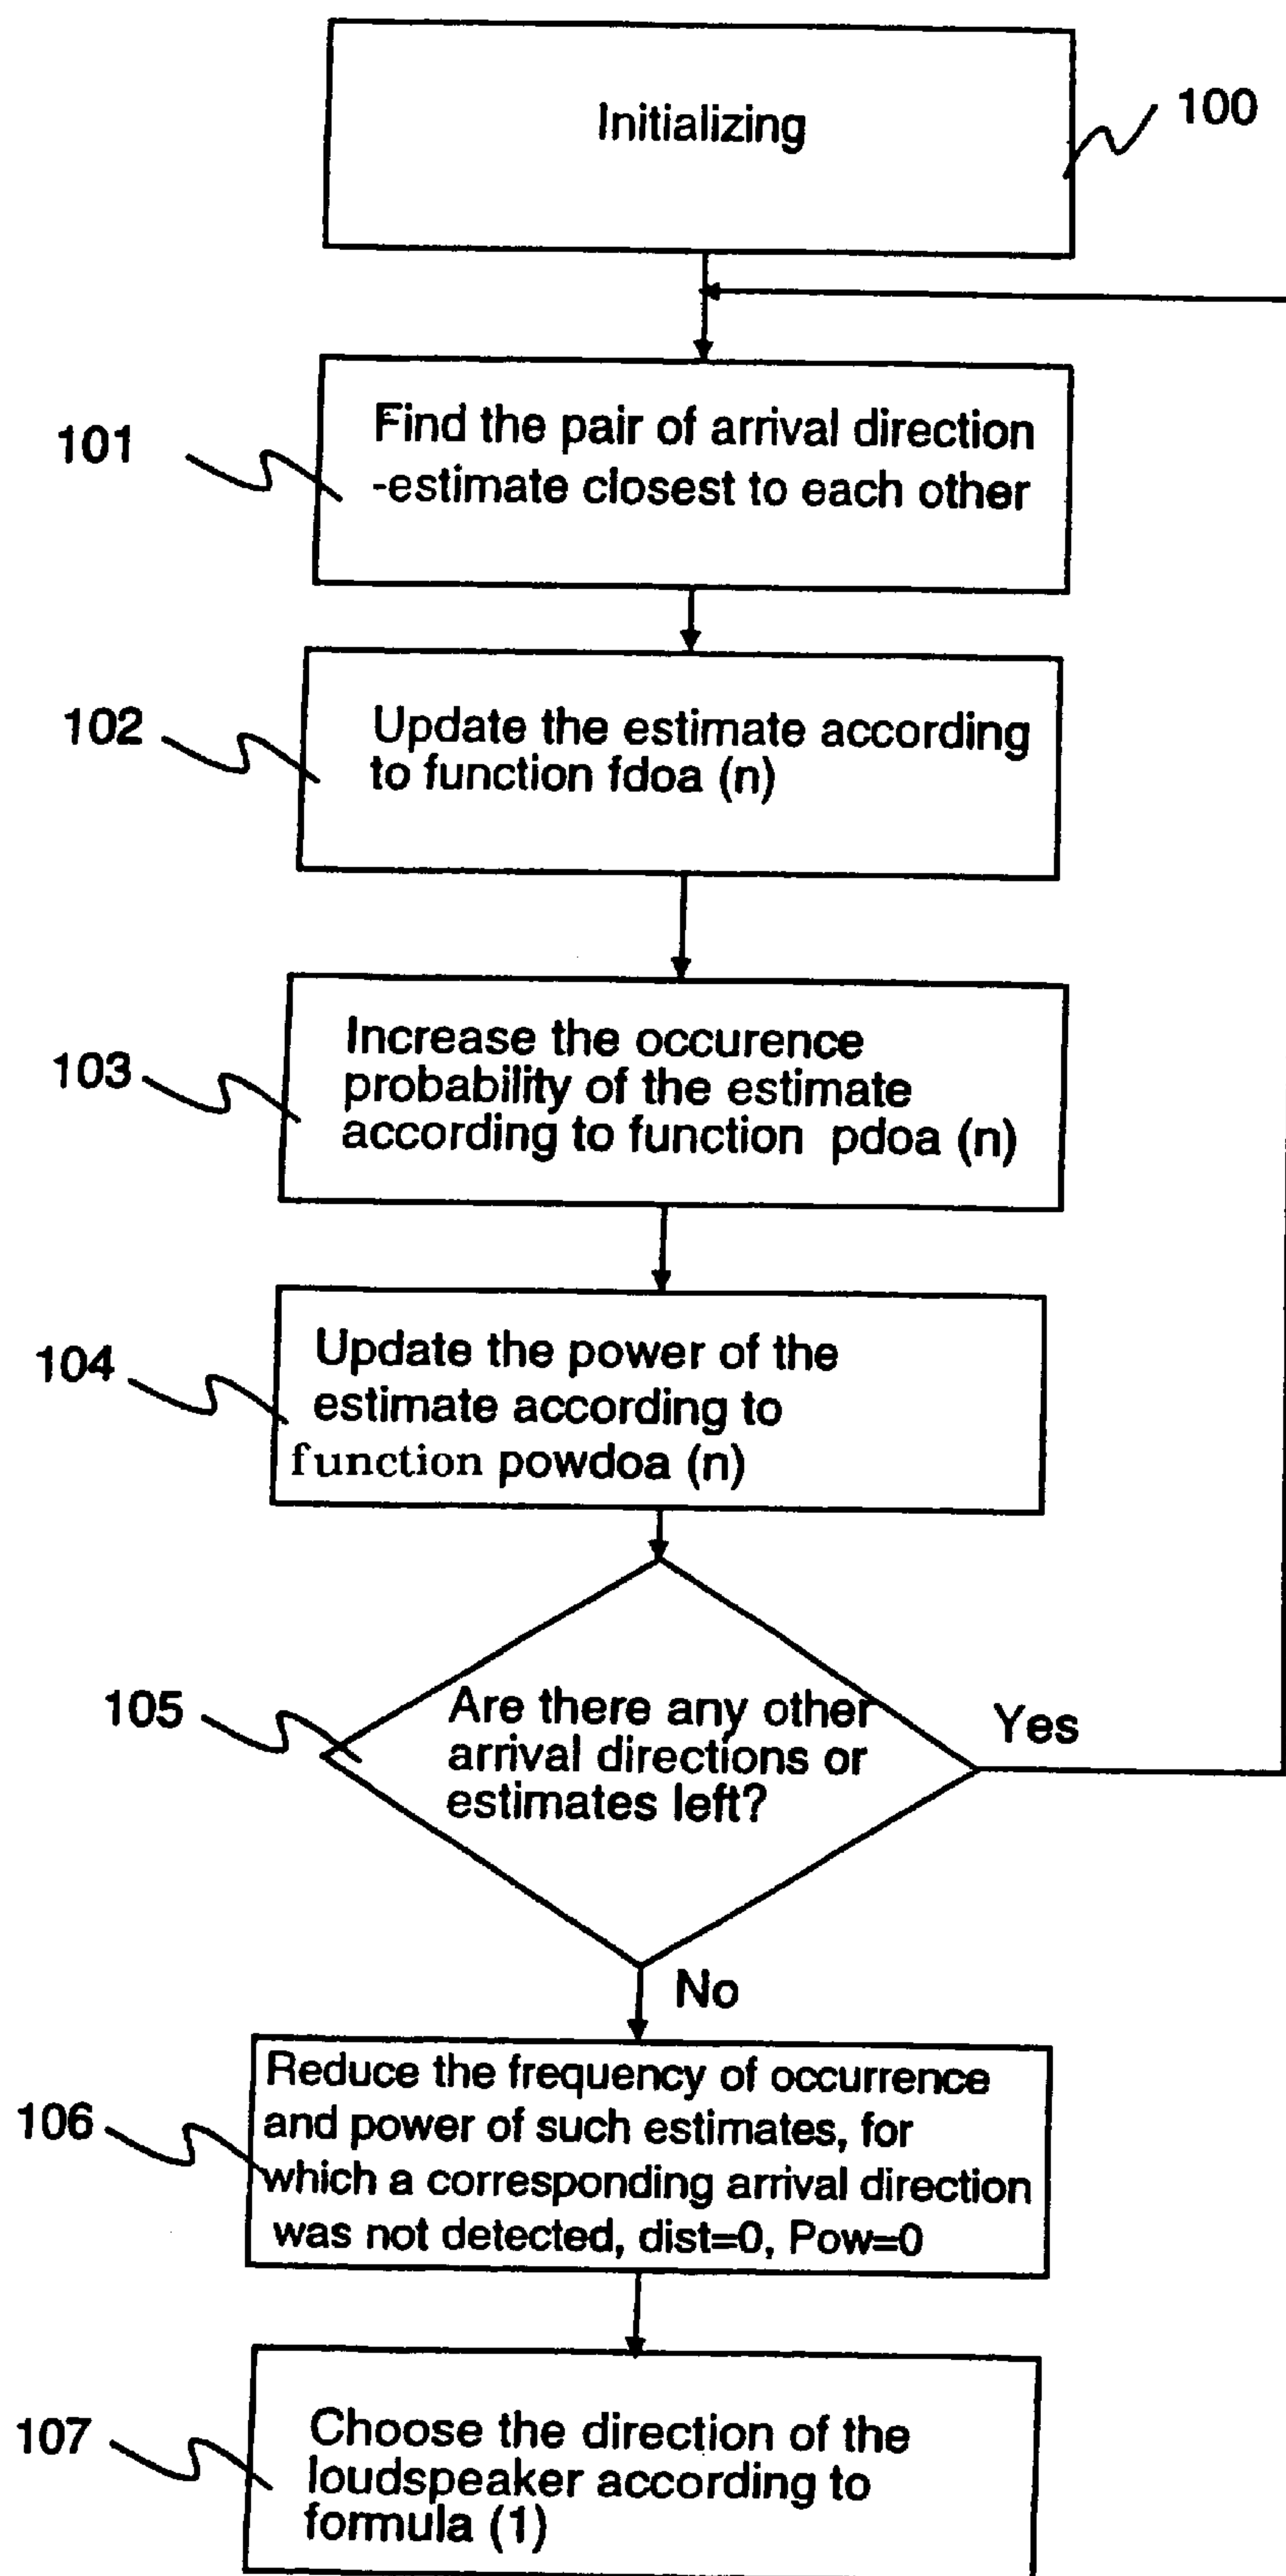 Initializing
100
101
Find the pair of arrival direction
-estimate closest to each other
102
Update the estimate according
to function fdoa (n)
103
Increase the occurence
probability of the estimate
according to function pdoa (n)
104
Update the power of the
estimate according to
function powdoa (n)
105
Are there any other
arrival directions or
estimates left?
Yes
No
106
Reduce the frequency of occurrence
and power of such estimates, for
which a corresponding arrival direction
was not detected, dist=0, Pow=0
107
Choose the direction of the
loudspeaker according to
formula (1)